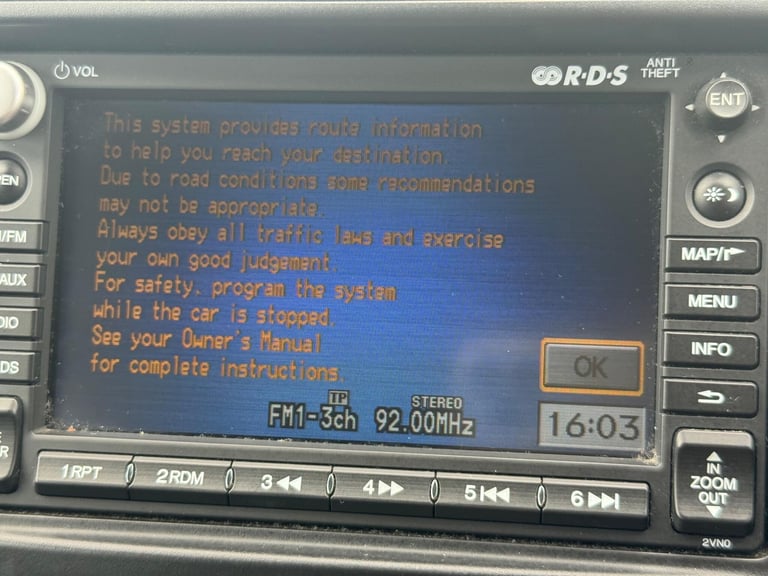 VOL
R·D·S
ANTI
THEFT
ENT
This system provides route information
to help you reach your destination.
Due to road conditions some recommendations
may not be appropriate.
Always obey all traffic laws and exercise
your own good judgement.
For safety, program the system
while the car is stopped.
See your Owner's Manual
for complete instructions.
OK
TP
STEREO
FM1-3ch 92.00MHz
16:03
/FM
AUX
MAP/
MENU
INFO
1RPT
2RDM
3
4
5
6
IN
ZOOM
OUT
2VN0